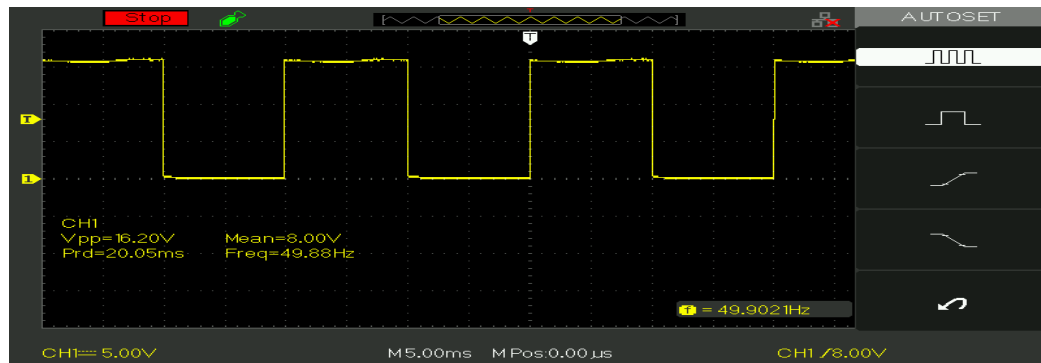 Stop
AUTOSET
T
T
1
CH1
Vpp=16.20V Mean=8.00V
Prd=20.05ms Freq=49.88Hz
f = 49.9021Hz
CH1 5.00V M 5.00ms M Pos:0.00µs CH1 /8.00V